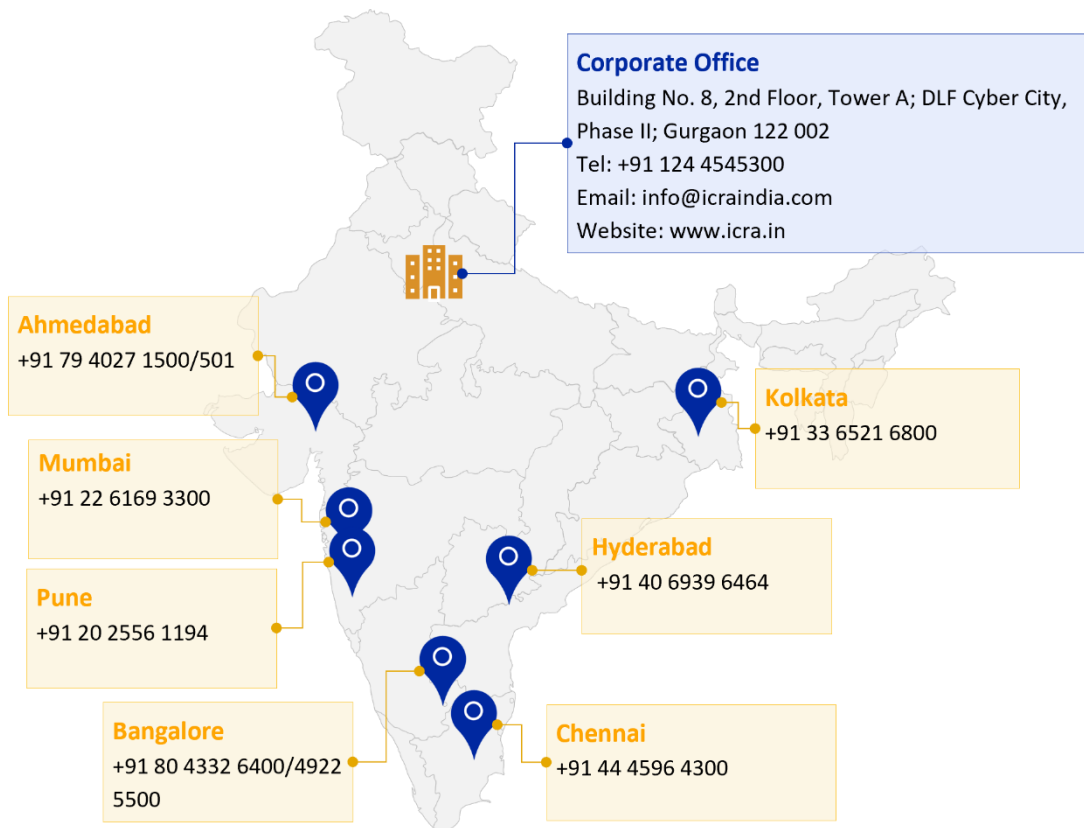 Corporate Office
Building No. 8, 2nd Floor, Tower A; DLF Cyber City,
Phase II; Gurgaon 122 002
Tel: +91 124 4545300
Email: info@icraindia.com
Website: www.icra.in
Ahmedabad
+91 79 4027 1500/501
Kolkata
+91 33 6521 6800
Mumbai
+91 22 6169 3300
Hyderabad
+91 40 6939 6464
Pune
+91 20 2556 1194
Bangalore
+91 80 4332 6400/4922
5500
Chennai
+91 44 4596 4300